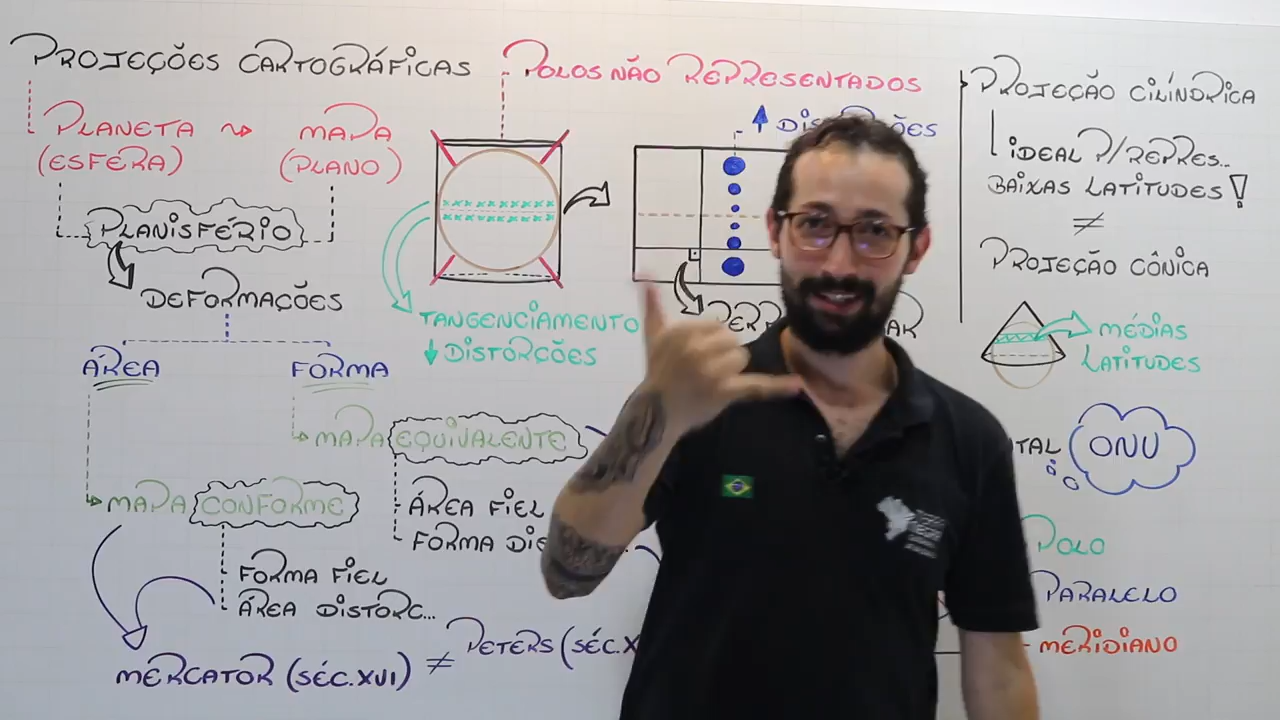 PROJEÇÕES CARTOGRÁFICAS
PLANETA
(ESFERA)
MAPA
(PLANO)
PLANISFÉRIO
DEFORMAÇÕES
ÁREA
FORMA
MAPA EQUIVALENTE
ÁREA FIEL
FORMA
MAPA CONFORME
FORMA FIEL
ÁREA DISTORC...
MERCATOR (SÉC.XVI) ≠ PETERS (SÉC.X
POLOS NÃO REPRESENTADOS
TANGENCIAMENTO
↓ DISTORÇÕES
PROJEÇÃO CILÍNDRICA
IDEAL P/REPRES..
BAIXAS LATITUDES!
≠
PROJEÇÃO CÔNICA
MÉDIAS
LATITUDES
ONU
POLO
PARALELO
MERIDIANO